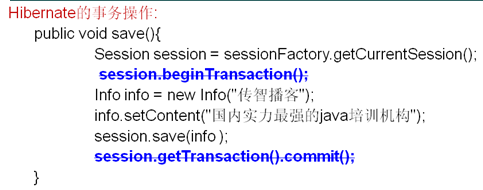 Hibernate的事务操作:
public void save(){
Session session = sessionFactory.getCurrentSession();
session.beginTransaction();
Info info = new Info("传智播客");
info.setContent("国内实力最强的java培训机构");
session.save(info );
session.getTransaction().commit();
}